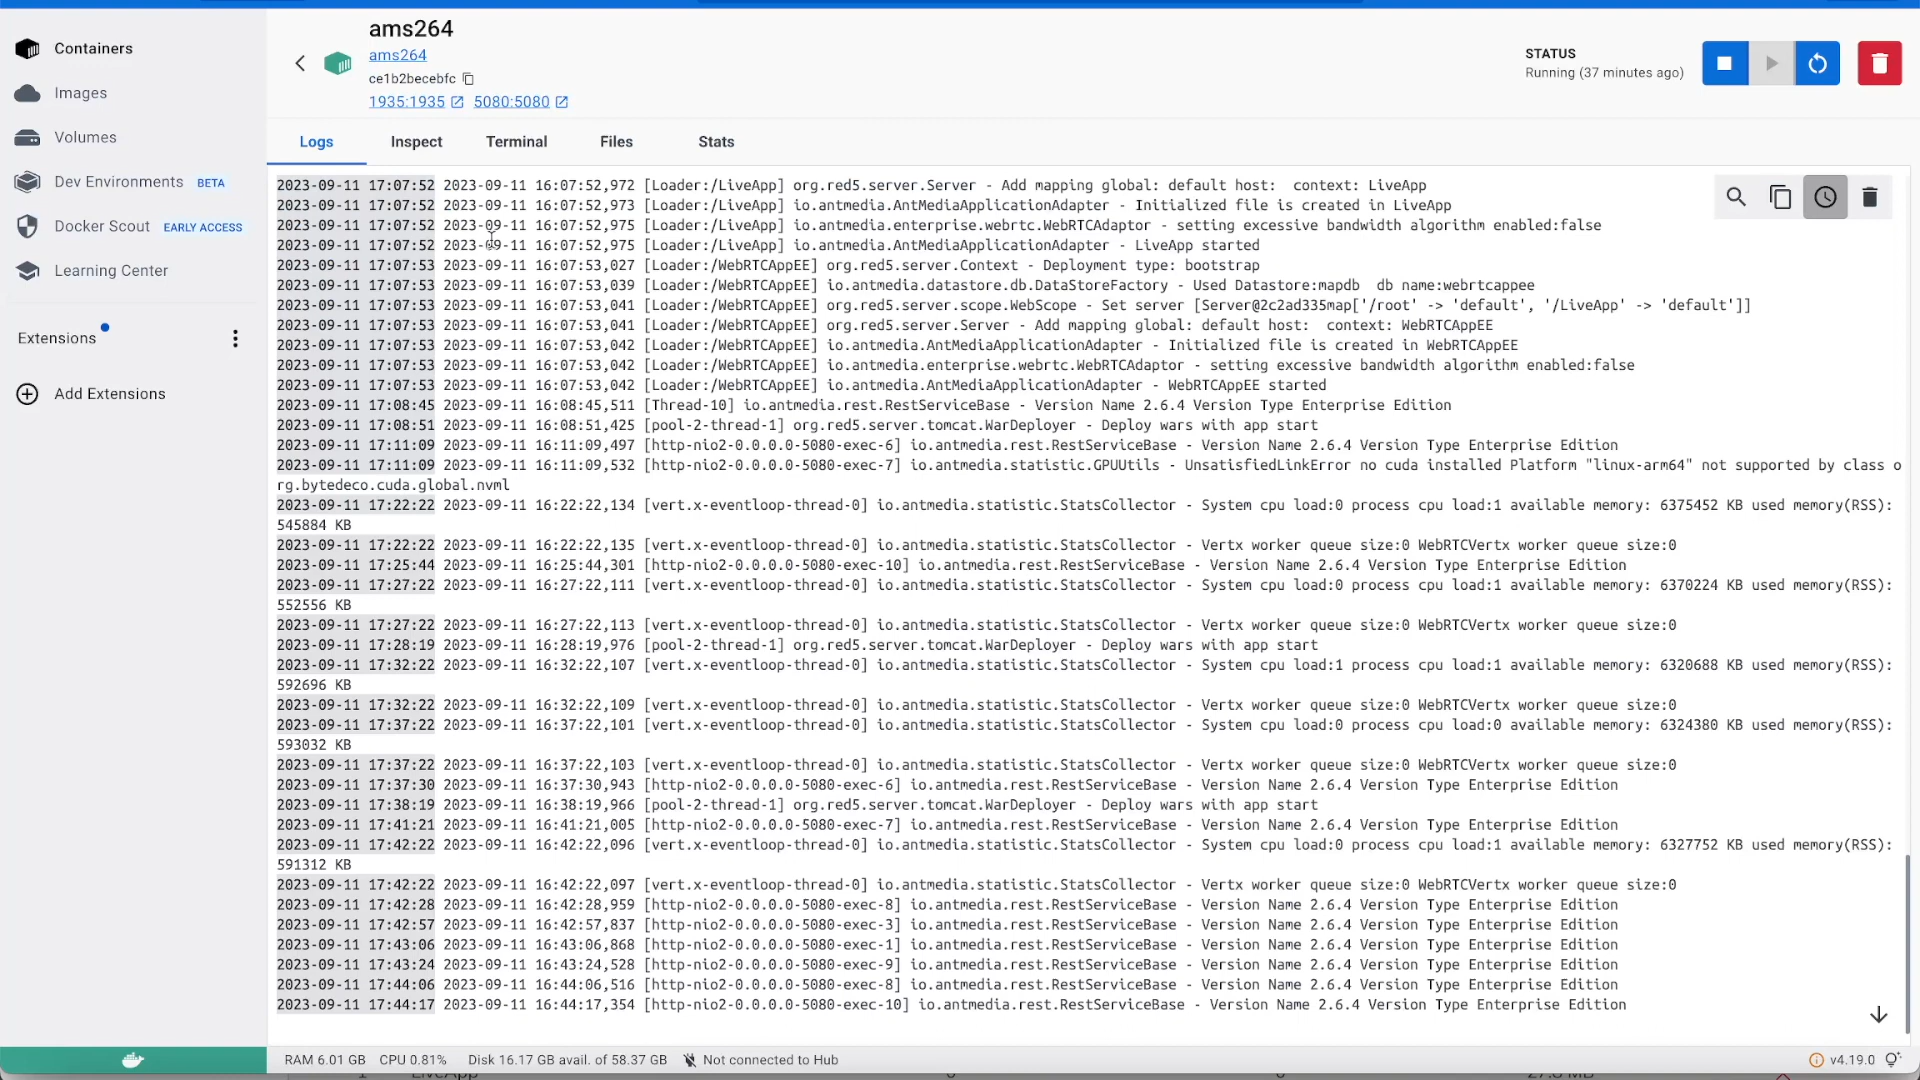 ams264
ams264
ce1b2becebfc
1935:1935 5080:5080
STATUS
Running (37 minutes ago)
Containers
Images
Volumes
Dev Environments BETA
Docker Scout EARLY ACCESS
Learning Center
Extensions
Add Extensions
Logs Inspect Terminal Files Stats
2023-09-11 17:07:52 2023-09-11 16:07:52,972 [Loader:/LiveApp] org.red5.server.Server - Add mapping global: default host:  context: LiveApp
2023-09-11 17:07:52 2023-09-11 16:07:52,973 [Loader:/LiveApp] io.antmedia.AntMediaApplicationAdapter - Initialized file is created in LiveApp
2023-09-11 17:07:52 2023-09-11 16:07:52,975 [Loader:/LiveApp] io.antmedia.enterprise.webrtc.WebRTCAdaptor - setting excessive bandwidth algorithm enabled:false
2023-09-11 17:07:52 2023-09-11 16:07:52,975 [Loader:/LiveApp] io.antmedia.AntMediaApplicationAdapter - LiveApp started
2023-09-11 17:07:53 2023-09-11 16:07:53,027 [Loader:/WebRTCAppEE] org.red5.server.Context - Deployment type: bootstrap
2023-09-11 17:07:53 2023-09-11 16:07:53,039 [Loader:/WebRTCAppEE] io.antmedia.datastore.db.DataStoreFactory - Used Datastore:mapdb  db name:webrtcappee
2023-09-11 17:07:53 2023-09-11 16:07:53,041 [Loader:/WebRTCAppEE] org.red5.server.scope.WebScope - Set server [Server@2c2ad335map['/root' -> 'default', '/LiveApp' -> 'default']]
2023-09-11 17:07:53 2023-09-11 16:07:53,041 [Loader:/WebRTCAppEE] org.red5.server.Server - Add mapping global: default host:  context: WebRTCAppEE
2023-09-11 17:07:53 2023-09-11 16:07:53,042 [Loader:/WebRTCAppEE] io.antmedia.AntMediaApplicationAdapter - Initialized file is created in WebRTCAppEE
2023-09-11 17:07:53 2023-09-11 16:07:53,042 [Loader:/WebRTCAppEE] io.antmedia.enterprise.webrtc.WebRTCAdaptor - setting excessive bandwidth algorithm enabled:false
2023-09-11 17:07:53 2023-09-11 16:07:53,042 [Loader:/WebRTCAppEE] io.antmedia.AntMediaApplicationAdapter - WebRTCAppEE started
2023-09-11 17:08:45 2023-09-11 16:08:45,511 [Thread-10] io.antmedia.rest.RestServiceBase - Version Name 2.6.4 Version Type Enterprise Edition
2023-09-11 17:08:51 2023-09-11 16:08:51,425 [pool-2-thread-1] org.red5.server.tomcat.WarDeployer - Deploy wars with app start
2023-09-11 17:11:09 2023-09-11 16:11:09,497 [http-nio2-0.0.0.0-5080-exec-6] io.antmedia.rest.RestServiceBase - Version Name 2.6.4 Version Type Enterprise Edition
2023-09-11 17:11:09 2023-09-11 16:11:09,532 [http-nio2-0.0.0.0-5080-exec-7] io.antmedia.statistic.GPUUtils - UnsatisfiedLinkError no cuda installed Platform "linux-arm64" not supported by class o
rg.bytedeco.cuda.global.nvml
2023-09-11 17:22:22 2023-09-11 16:22:22,134 [vert.x-eventloop-thread-0] io.antmedia.statistic.StatsCollector - System cpu load:0 process cpu load:1 available memory: 6375452 KB used memory(RSS):
545884 KB
2023-09-11 17:22:22 2023-09-11 16:22:22,135 [vert.x-eventloop-thread-0] io.antmedia.statistic.StatsCollector - Vertx worker queue size:0 WebRTCVertx worker queue size:0
2023-09-11 17:25:44 2023-09-11 16:25:44,301 [http-nio2-0.0.0.0-5080-exec-10] io.antmedia.rest.RestServiceBase - Version Name 2.6.4 Version Type Enterprise Edition
2023-09-11 17:27:22 2023-09-11 16:27:22,111 [vert.x-eventloop-thread-0] io.antmedia.statistic.StatsCollector - System cpu load:0 process cpu load:1 available memory: 6370224 KB used memory(RSS):
552556 KB
2023-09-11 17:27:22 2023-09-11 16:27:22,113 [vert.x-eventloop-thread-0] io.antmedia.statistic.StatsCollector - Vertx worker queue size:0 WebRTCVertx worker queue size:0
2023-09-11 17:28:19 2023-09-11 16:28:19,976 [pool-2-thread-1] org.red5.server.tomcat.WarDeployer - Deploy wars with app start
2023-09-11 17:32:22 2023-09-11 16:32:22,107 [vert.x-eventloop-thread-0] io.antmedia.statistic.StatsCollector - System cpu load:1 process cpu load:1 available memory: 6320688 KB used memory(RSS):
592696 KB
2023-09-11 17:32:22 2023-09-11 16:32:22,109 [vert.x-eventloop-thread-0] io.antmedia.statistic.StatsCollector - Vertx worker queue size:0 WebRTCVertx worker queue size:0
2023-09-11 17:37:22 2023-09-11 16:37:22,101 [vert.x-eventloop-thread-0] io.antmedia.statistic.StatsCollector - System cpu load:0 process cpu load:0 available memory: 6324380 KB used memory(RSS):
593032 KB
2023-09-11 17:37:22 2023-09-11 16:37:22,103 [vert.x-eventloop-thread-0] io.antmedia.statistic.StatsCollector - Vertx worker queue size:0 WebRTCVertx worker queue size:0
2023-09-11 17:37:30 2023-09-11 16:37:30,943 [http-nio2-0.0.0.0-5080-exec-6] io.antmedia.rest.RestServiceBase - Version Name 2.6.4 Version Type Enterprise Edition
2023-09-11 17:38:19 2023-09-11 16:38:19,966 [pool-2-thread-1] org.red5.server.tomcat.WarDeployer - Deploy wars with app start
2023-09-11 17:41:21 2023-09-11 16:41:21,005 [http-nio2-0.0.0.0-5080-exec-7] io.antmedia.rest.RestServiceBase - Version Name 2.6.4 Version Type Enterprise Edition
2023-09-11 17:42:22 2023-09-11 16:42:22,096 [vert.x-eventloop-thread-0] io.antmedia.statistic.StatsCollector - System cpu load:0 process cpu load:1 available memory: 6327752 KB used memory(RSS):
591312 KB
2023-09-11 17:42:22 2023-09-11 16:42:22,097 [vert.x-eventloop-thread-0] io.antmedia.statistic.StatsCollector - Vertx worker queue size:0 WebRTCVertx worker queue size:0
2023-09-11 17:42:28 2023-09-11 16:42:28,959 [http-nio2-0.0.0.0-5080-exec-8] io.antmedia.rest.RestServiceBase - Version Name 2.6.4 Version Type Enterprise Edition
2023-09-11 17:42:57 2023-09-11 16:42:57,837 [http-nio2-0.0.0.0-5080-exec-3] io.antmedia.rest.RestServiceBase - Version Name 2.6.4 Version Type Enterprise Edition
2023-09-11 17:43:06 2023-09-11 16:43:06,868 [http-nio2-0.0.0.0-5080-exec-1] io.antmedia.rest.RestServiceBase - Version Name 2.6.4 Version Type Enterprise Edition
2023-09-11 17:43:24 2023-09-11 16:43:24,528 [http-nio2-0.0.0.0-5080-exec-9] io.antmedia.rest.RestServiceBase - Version Name 2.6.4 Version Type Enterprise Edition
2023-09-11 17:44:06 2023-09-11 16:44:06,516 [http-nio2-0.0.0.0-5080-exec-8] io.antmedia.rest.RestServiceBase - Version Name 2.6.4 Version Type Enterprise Edition
2023-09-11 17:44:17 2023-09-11 16:44:17,354 [http-nio2-0.0.0.0-5080-exec-10] io.antmedia.rest.RestServiceBase - Version Name 2.6.4 Version Type Enterprise Edition
RAM 6.01 GB CPU 0.81% Disk 16.17 GB avail. of 58.37 GB Not connected to Hub v4.19.0